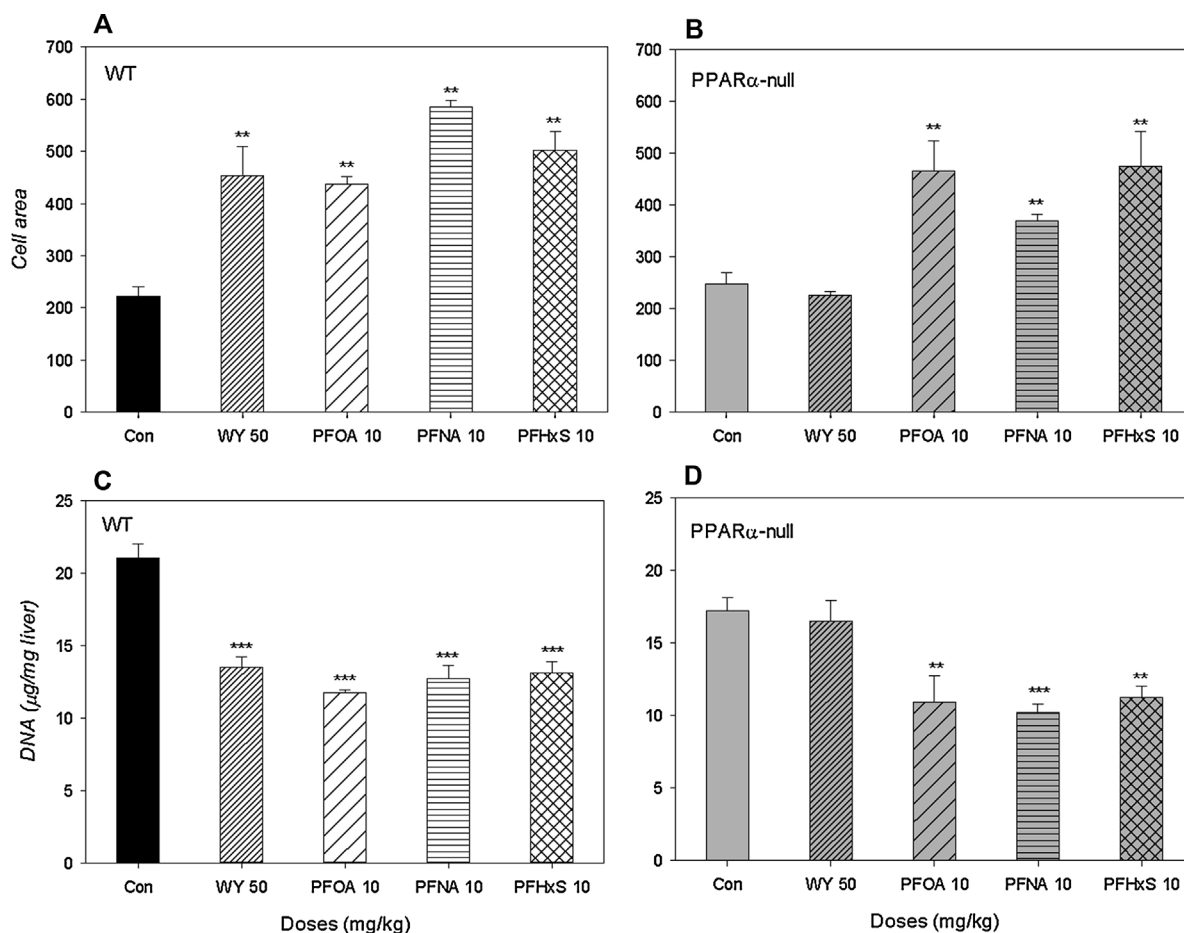 A
B
700
WT
600
500
400
300
200
100
0
Cell area
**
**
**
**
Con
WY 50
PFOA 10
PFNA 10
PFHxS 10
700
PPARα-null
600
500
400
300
200
100
0
**
**
**
Con
WY 50
PFOA 10
PFNA 10
PFHxS 10
C
D
25
WT
20
15
10
5
0
DNA (µg/mg liver)
***
***
***
***
Con
WY 50
PFOA 10
PFNA 10
PFHxS 10
Doses (mg/kg)
25
PPARα-null
20
15
10
5
0
**
***
**
Con
WY 50
PFOA 10
PFNA 10
PFHxS 10
Doses (mg/kg)